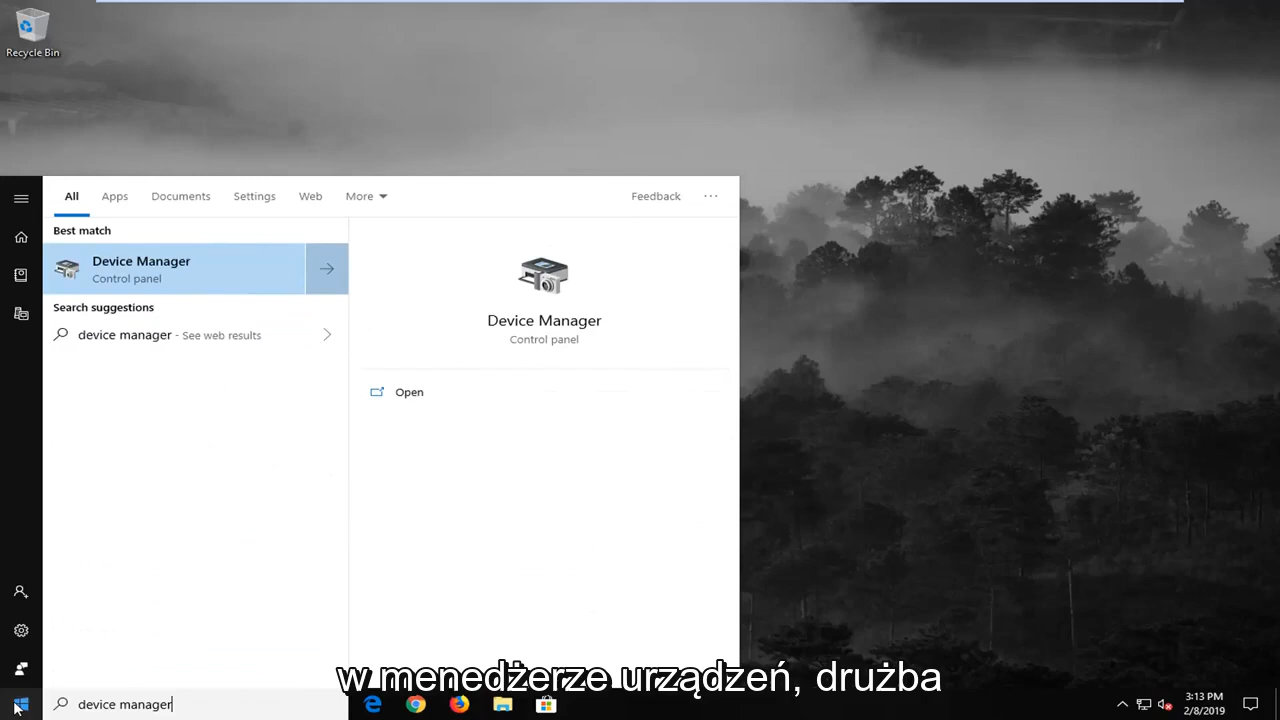 Recycle Bin
All Apps Documents Settings Web More Feedback ...
Best match
Device Manager
Control panel
Search suggestions
device manager - See web results
Device Manager
Control panel
Open
w menedżerze urządzeń, drużba
device manager
3:13 PM
2/8/2019